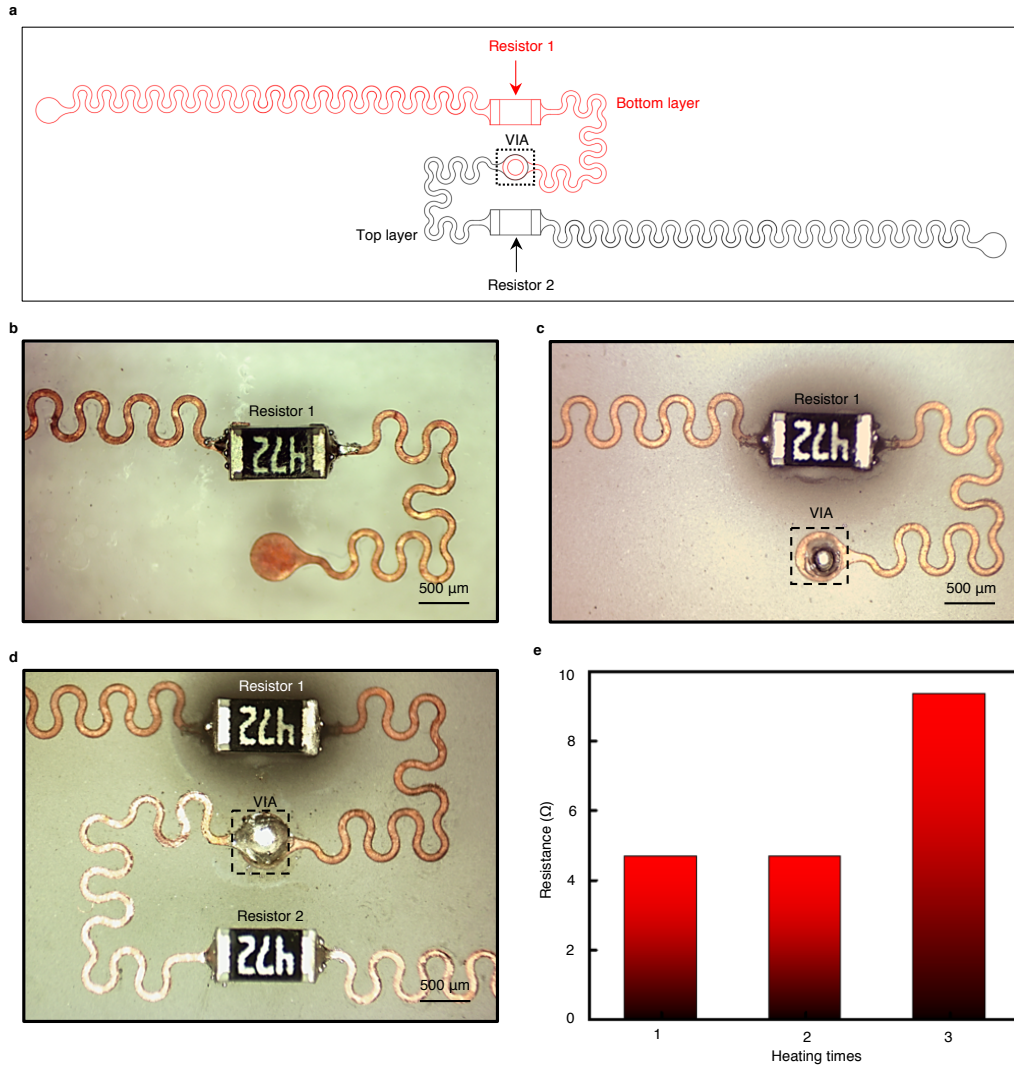 a
Resistor 1
Bottom layer
VIA
Top layer
Resistor 2
b
Resistor 1
472
500 μm
c
Resistor 1
472
VIA
500 μm
d
Resistor 1
472
VIA
Resistor 2
472
500 μm
e
10
8
6
4
2
0
Resistance (Ω)
1
2
3
Heating times